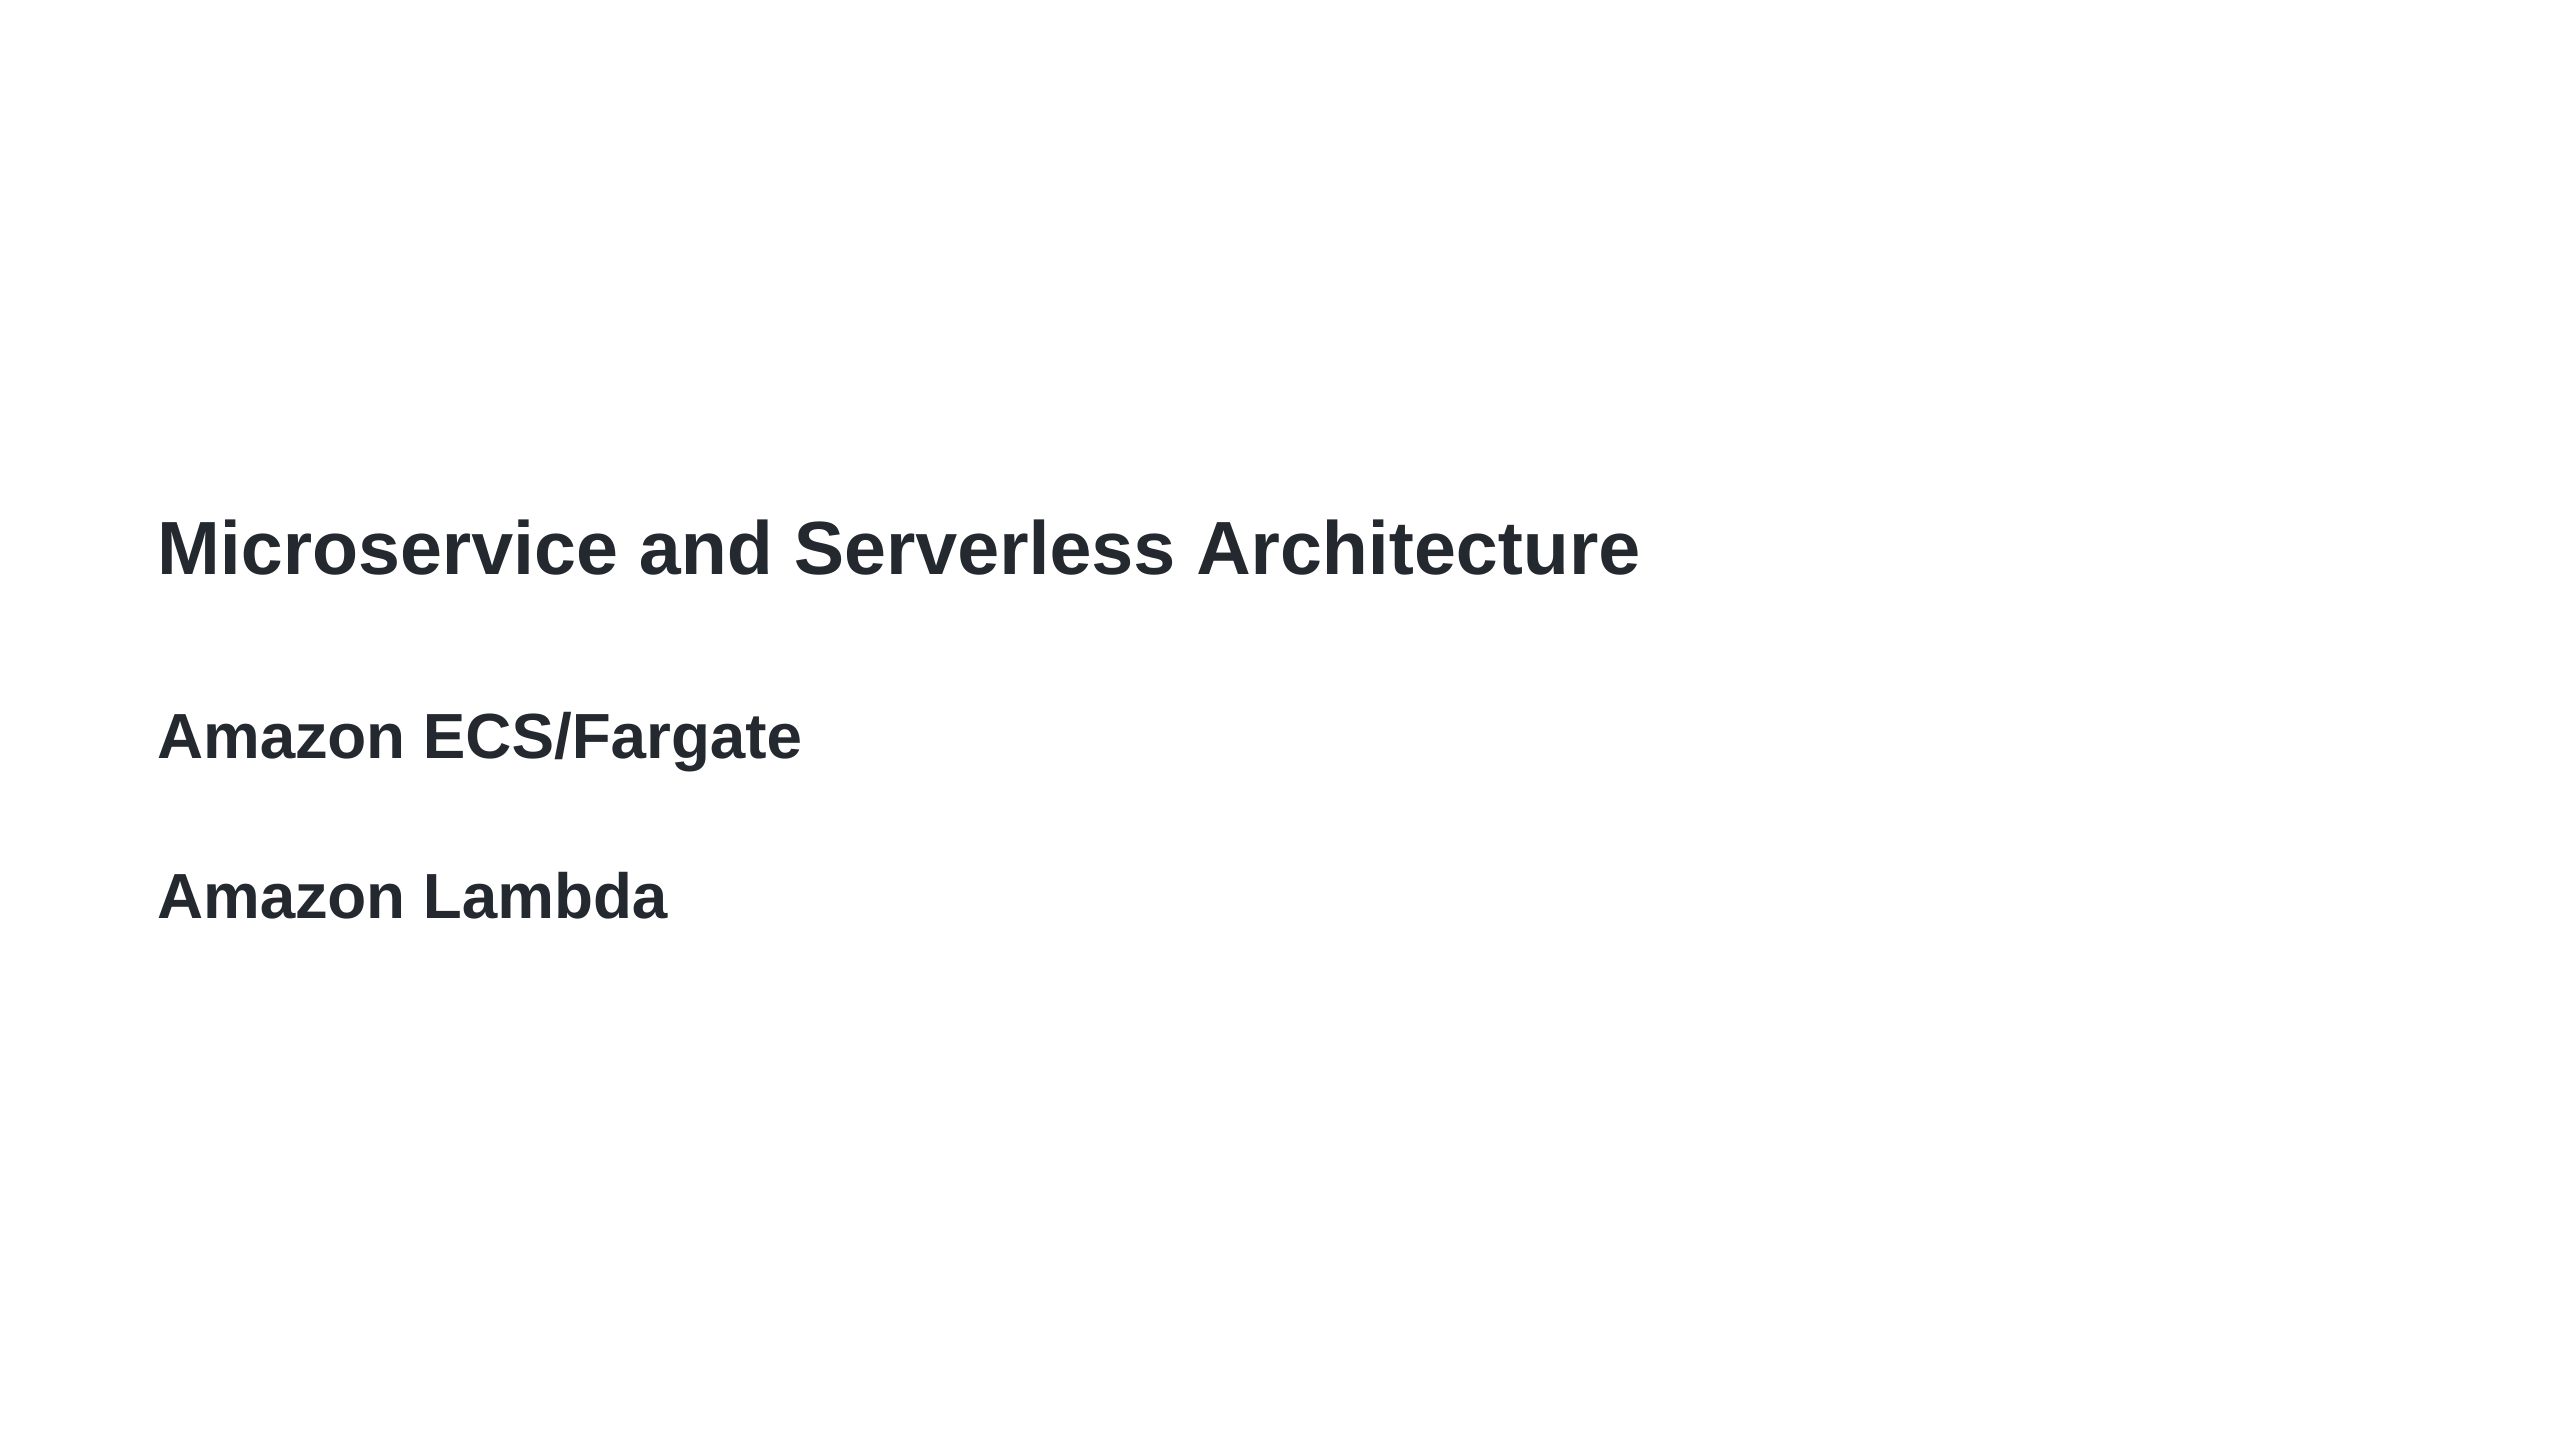 Microservice and Serverless Architecture
Amazon ECS/Fargate
Amazon Lambda